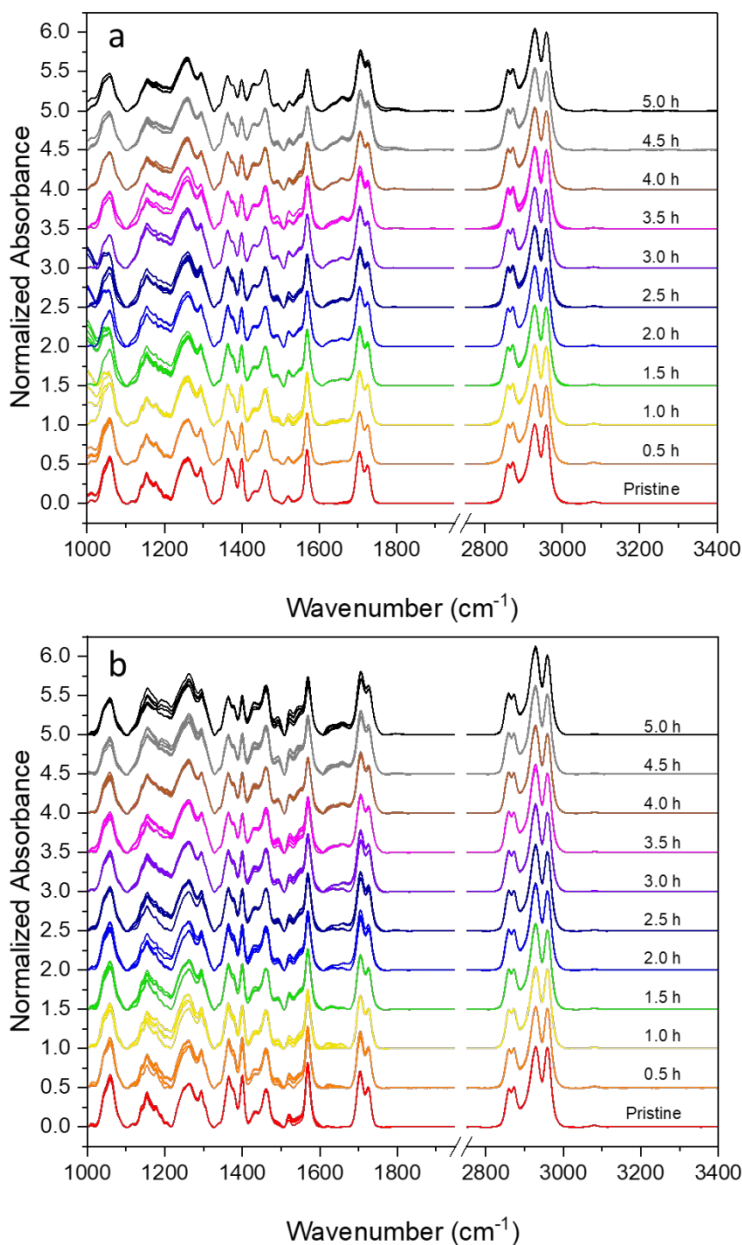 a
Normalized Absorbance
6.0
5.5
5.0
4.5
4.0
3.5
3.0
2.5
2.0
1.5
1.0
0.5
0.0
5.0 h
4.5 h
4.0 h
3.5 h
3.0 h
2.5 h
2.0 h
1.5 h
1.0 h
0.5 h
Pristine
1000 1200 1400 1600 1800 2800 3000 3200 3400
Wavenumber (cm⁻¹)
b
Normalized Absorbance
6.0
5.5
5.0
4.5
4.0
3.5
3.0
2.5
2.0
1.5
1.0
0.5
0.0
5.0 h
4.5 h
4.0 h
3.5 h
3.0 h
2.5 h
2.0 h
1.5 h
1.0 h
0.5 h
Pristine
1000 1200 1400 1600 1800 2800 3000 3200 3400
Wavenumber (cm⁻¹)